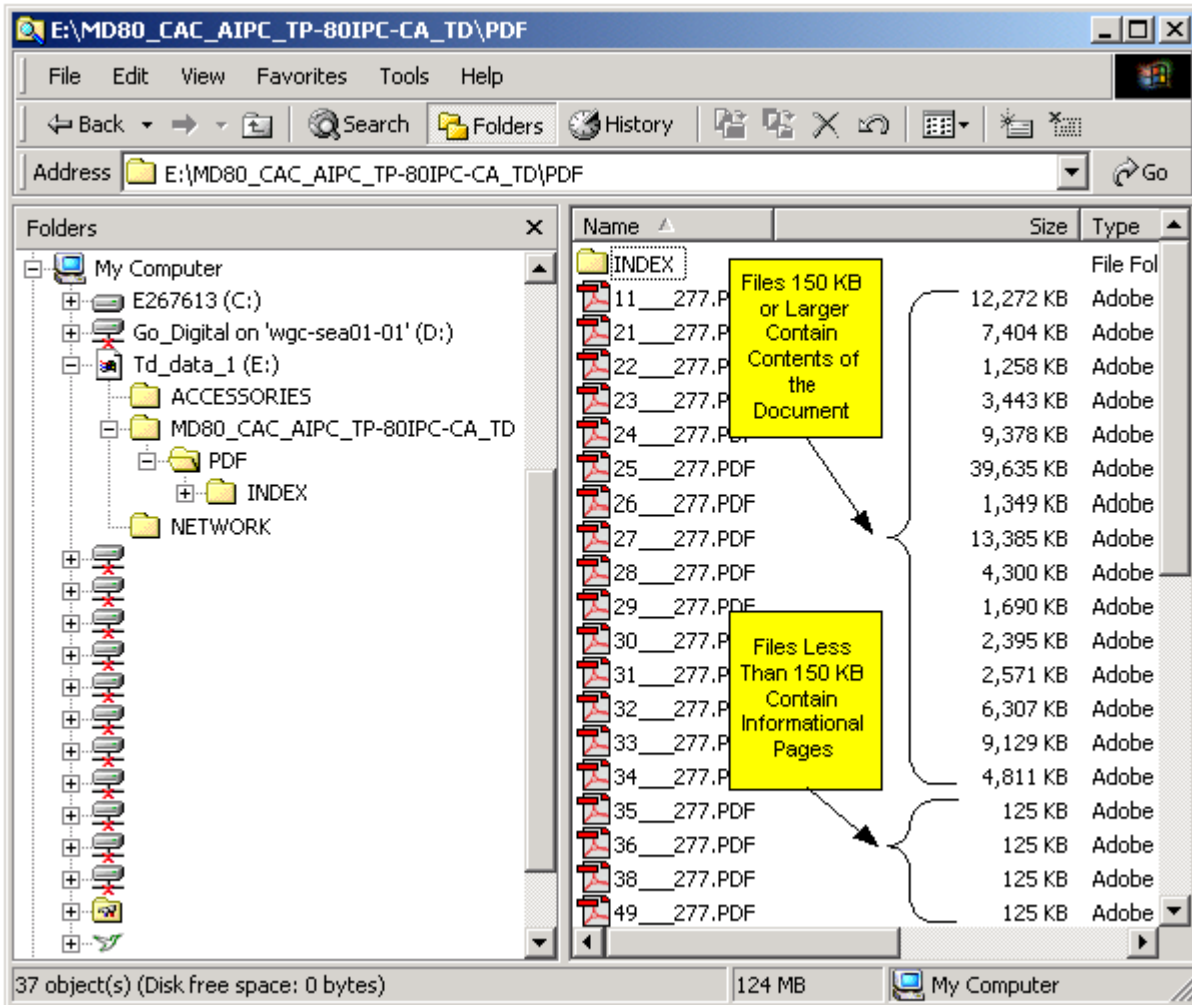 E:\MD80_CAC_AIPC_TP-80IPC-CA_TD\PDF
File Edit View Favorites Tools Help
Back Search Folders History
Address E:\MD80_CAC_AIPC_TP-80IPC-CA_TD\PDF Go
Folders
My Computer
E267613 (C:)
Go_Digital on 'wgc-sea01-01' (D:)
Td_data_1 (E:)
ACCESSORIES
MD80_CAC_AIPC_TP-80IPC-CA_TD
PDF
INDEX
NETWORK
Name Size Type
INDEX File Fol
11___277.P 12,272 KB Adobe
21___277.P 7,404 KB Adobe
22___277.P 1,258 KB Adobe
23___277.P 3,443 KB Adobe
24___277.PDF 9,378 KB Adobe
25___277.PDF 39,635 KB Adobe
26___277.PDF 1,349 KB Adobe
27___277.PDF 13,385 KB Adobe
28___277.PDF 4,300 KB Adobe
29___277.PDF 1,690 KB Adobe
30___277.P 2,395 KB Adobe
31___277.P 2,571 KB Adobe
32___277.P 6,307 KB Adobe
33___277.P 9,129 KB Adobe
34___277.P 4,811 KB Adobe
35___277.PDF 125 KB Adobe
36___277.PDF 125 KB Adobe
38___277.PDF 125 KB Adobe
49___277.PDF 125 KB Adobe
Files 150 KB
or Larger
Contain
Contents of
the
Document
Files Less
Than 150 KB
Contain
Informational
Pages
37 object(s) (Disk free space: 0 bytes) 124 MB My Computer